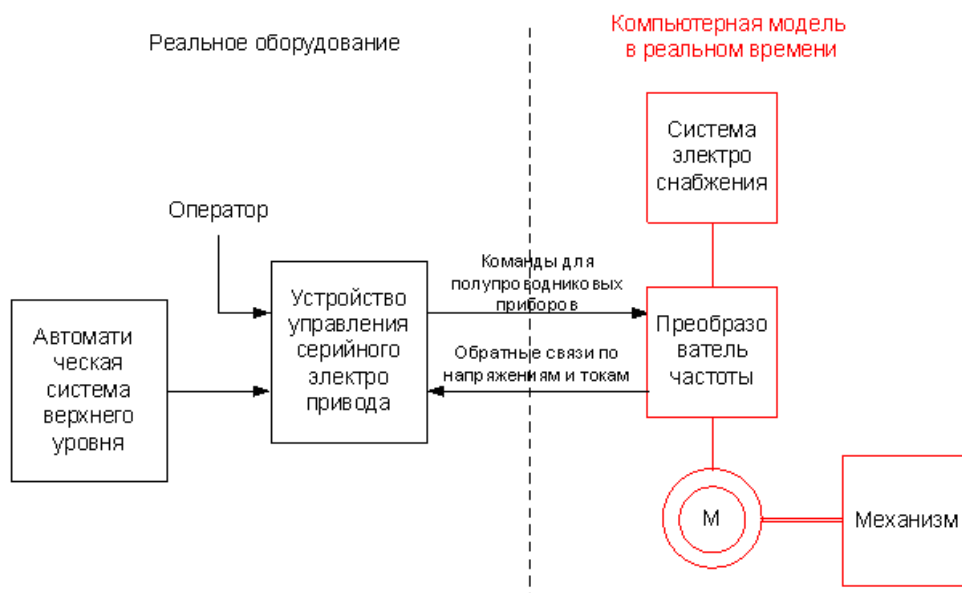 Реальное оборудование
Компьютерная модель
в реальном времени
Система
электро
снабжения
Оператор
Команды для
полупроводниковых
приборов
Устройство
управления
серийного
электро
привода
Автомати
ческая
система
верхнего
уровня
Преобразо
ватель
частоты
Обратные связи по
напряжениям и токам
М
Механизм